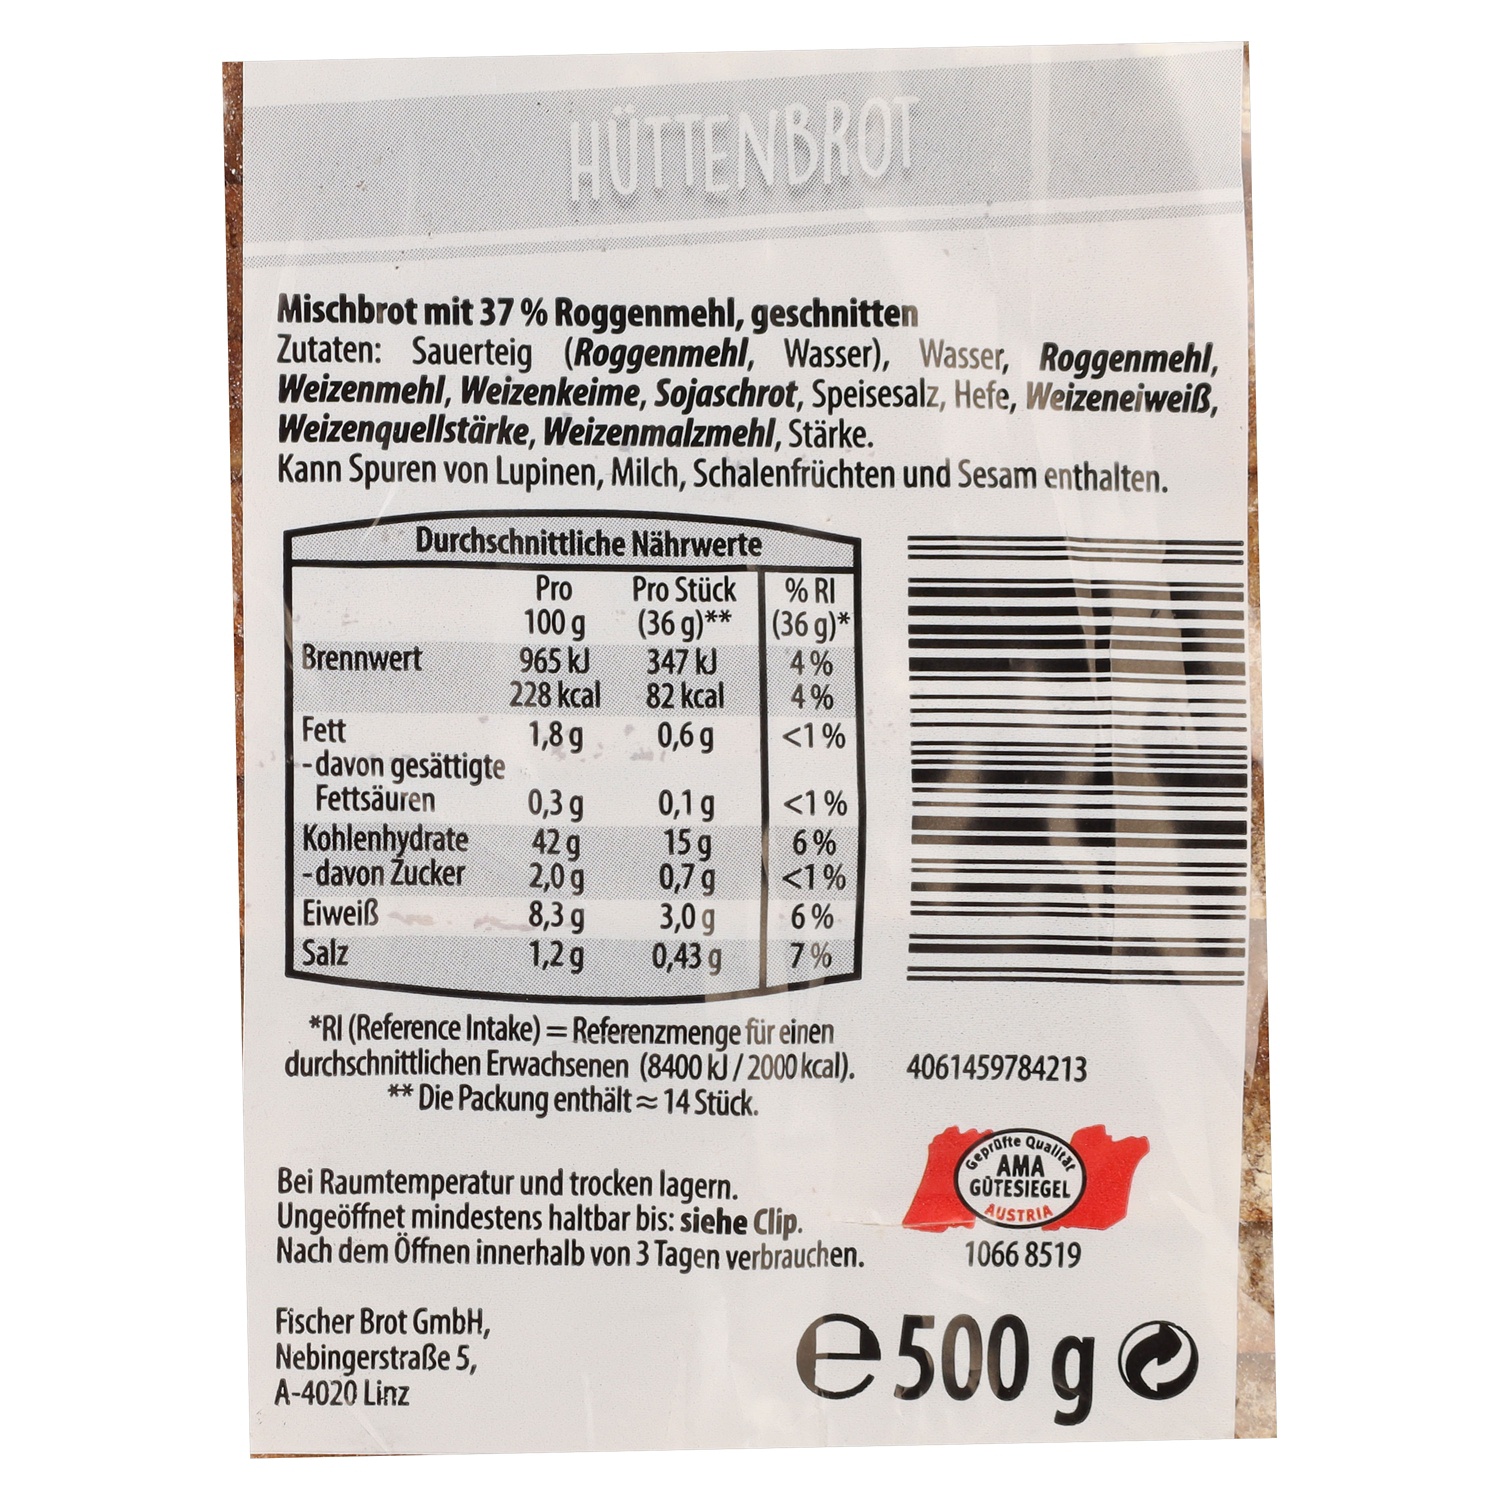 HÜTTENBROT
Mischbrot mit 37 % Roggenmehl, geschnitten
Zutaten: Sauerteig (Roggenmehl, Wasser), Wasser, Roggenmehl,
Weizenmehl, Weizenkeime, Sojaschrot, Speisesalz, Hefe, Weizeneiweiß,
Weizenquellstärke, Weizenmalzmehl, Stärke.
Kann Spuren von Lupinen, Milch, Schalenfrüchten und Sesam enthalten.
Durchschnittliche Nährwerte
Pro Pro Stück % RI
100 g (36 g)** (36 g)*
Brennwert 965 kJ 347 kJ 4 %
228 kcal 82 kcal 4 %
Fett 1,8 g 0,6 g <1 %
- davon gesättigte
Fettsäuren 0,3 g 0,1 g <1 %
Kohlenhydrate 42 g 15 g 6 %
- davon Zucker 2,0 g 0,7 g <1 %
Eiweiß 8,3 g 3,0 g 6 %
Salz 1,2 g 0,43 g 7 %
*RI (Reference Intake) = Referenzmenge für einen
durchschnittlichen Erwachsenen (8400 kJ / 2000 kcal).
** Die Packung enthält ≈ 14 Stück.
4061459784213
Geprüfte Qualität
AMA
GÜTESIEGEL
AUSTRIA
1066 8519
Bei Raumtemperatur und trocken lagern.
Ungeöffnet mindestens haltbar bis: siehe Clip.
Nach dem Öffnen innerhalb von 3 Tagen verbrauchen.
Fischer Brot GmbH,
Nebingerstraße 5,
A-4020 Linz
℮ 500 g